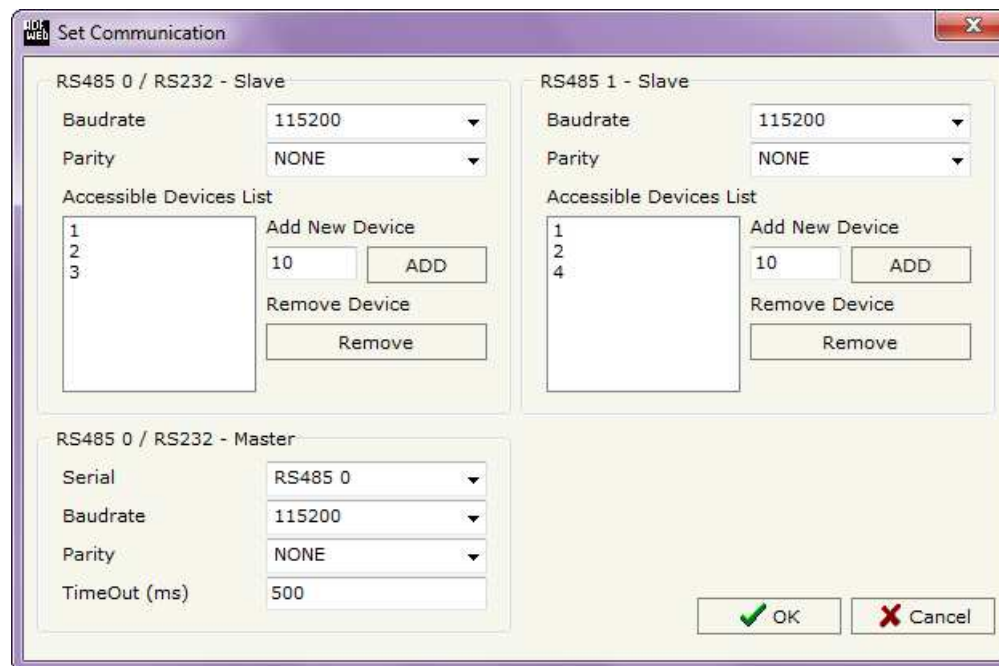 ADF
WEB
Set Communication
RS485 0 / RS232 - Slave
Baudrate
115200
Parity
NONE
Accessible Devices List
1
2
3
Add New Device
10
ADD
Remove Device
Remove
RS485 1 - Slave
Baudrate
115200
Parity
NONE
Accessible Devices List
1
2
4
Add New Device
10
ADD
Remove Device
Remove
RS485 0 / RS232 - Master
Serial
RS485 0
Baudrate
115200
Parity
NONE
TimeOut (ms)
500
OK
Cancel